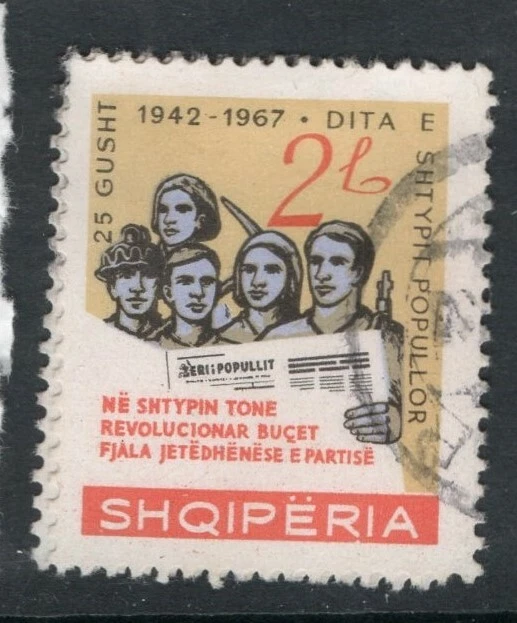 25 GUSHT
1942-1967 • DITA E
SHTYPIT POPULLOR
2 L
ZERI i POPULLIT
NË SHTYPIN TONE
REVOLUCIONAR BUÇET
FJALA JETËDHËNËSE E PARTISË
SHQIPËRIA